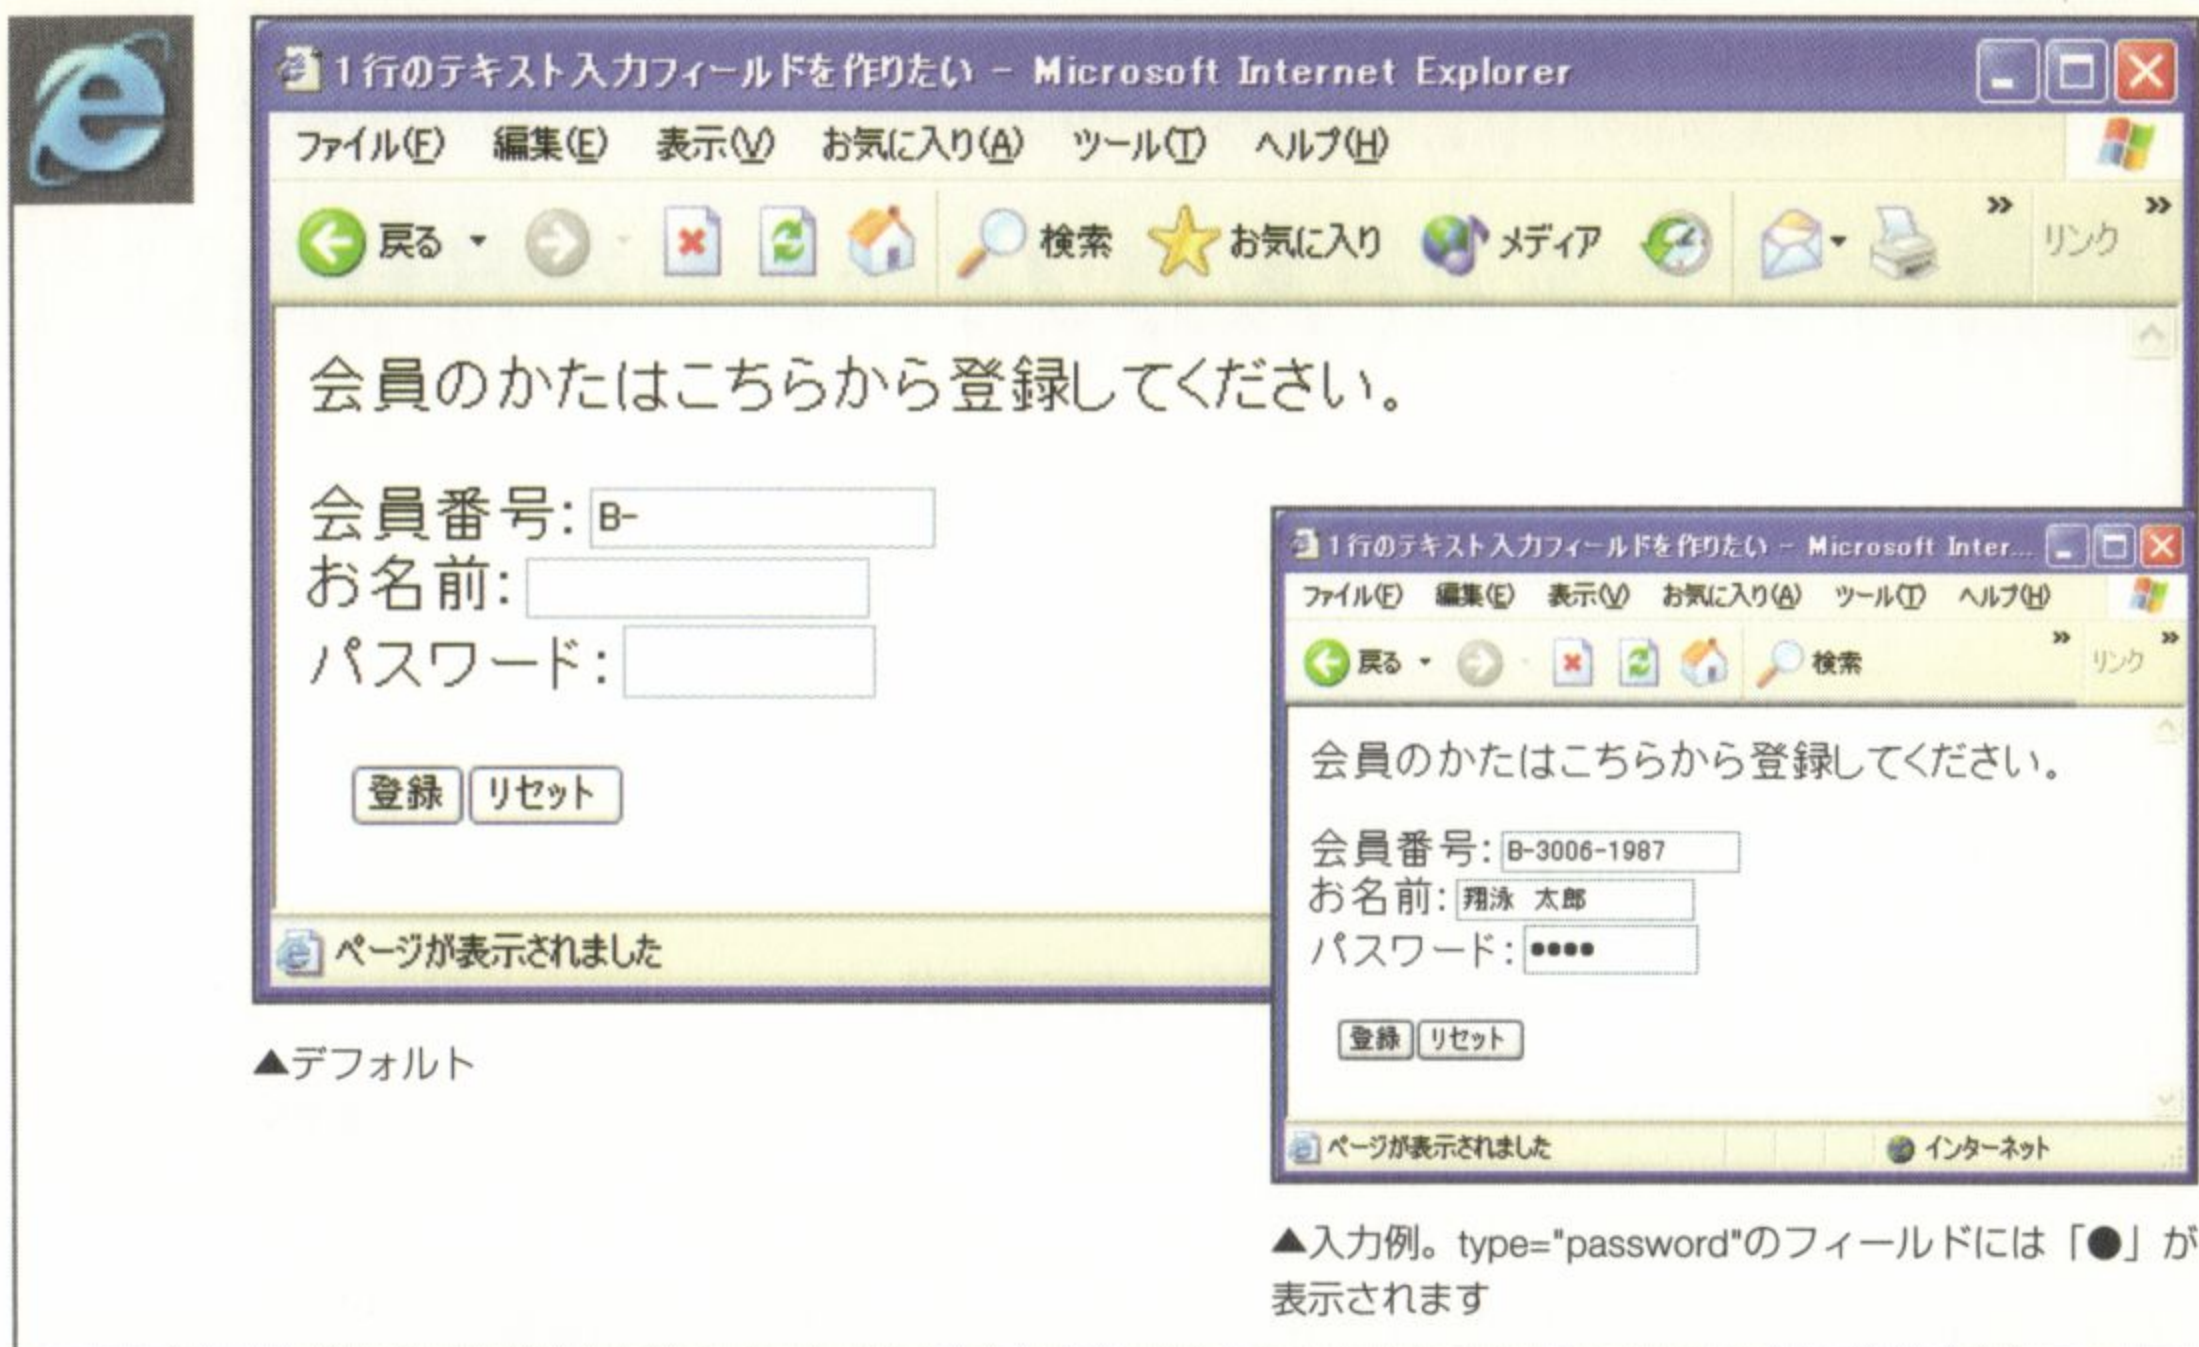 1行のテキスト入力フィールドを作りたい - Microsoft Internet Explorer
ファイル(F) 編集(E) 表示(V) お気に入り(A) ツール(T) ヘルプ(H)
戻る 検索 お気に入り メディア » リンク »
会員のかたはこちらから登録してください。
会員番号: B-
お名前:
パスワード:
登録 リセット
ページが表示されました
▲デフォルト
1行のテキスト入力フィールドを作りたい - Microsoft Inter...
ファイル(F) 編集(E) 表示(V) お気に入り(A) ツール(T) ヘルプ(H)
戻る 検索 » リンク »
会員のかたはこちらから登録してください。
会員番号: B-3006-1987
お名前: 翔泳 太郎
パスワード: ●●●●
登録 リセット
ページが表示されました インターネット
▲入力例。type="password"のフィールドには「●」が
表示されます